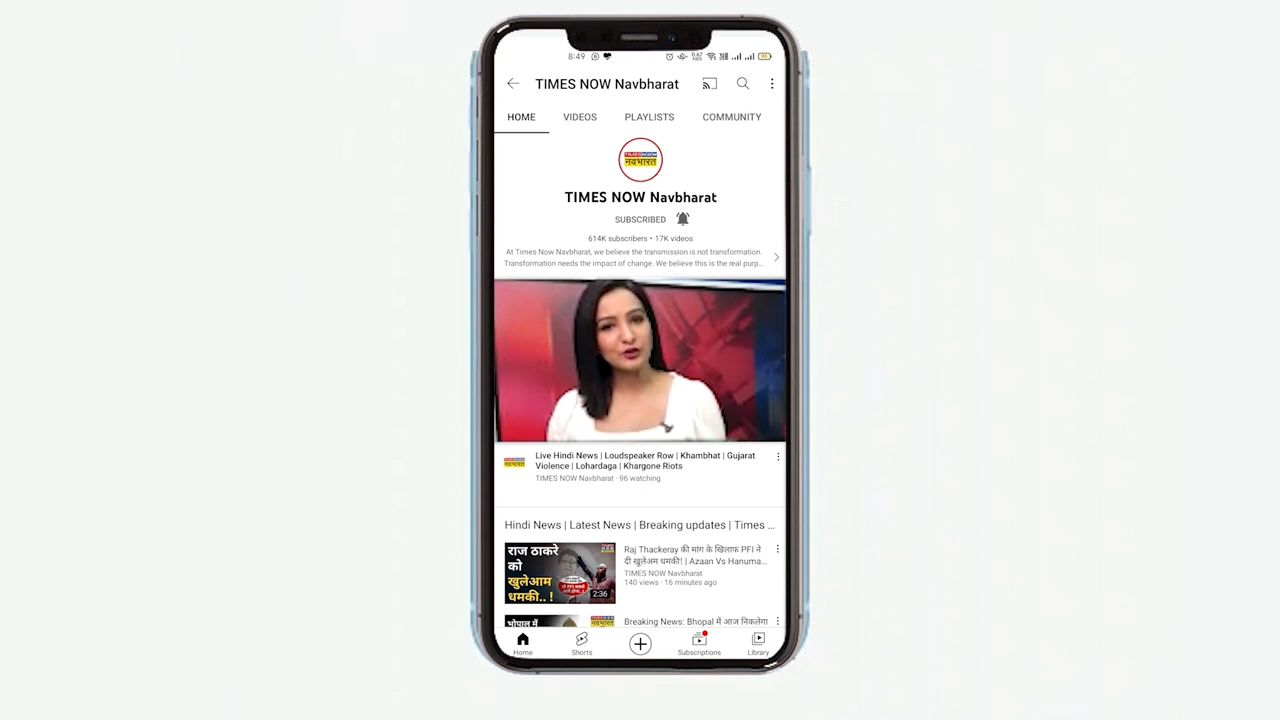 8:49
TIMES NOW Navbharat
HOME VIDEOS PLAYLISTS COMMUNITY
TIMES NOW
नवभारत
TIMES NOW Navbharat
SUBSCRIBED
614K subscribers • 17K videos
At Times Now Navbharat, we believe the transmission is not transformation.
Transformation needs the impact of change. We believe this is the real purp...
Live Hindi News | Loudspeaker Row | Khambhat | Gujarat
Violence | Lohardaga | Khargone Riots
नवभारत
TIMES NOW Navbharat · 96 watching
Hindi News | Latest News | Breaking updates | Times ...
राज ठाकरे
को
खुलेआम
धमकी.. !
2:36
Raj Thackeray की मांग के खिलाफ PFI ने
दी खुलेआम धमकी! | Azaan Vs Hanuma...
TIMES NOW Navbharat
140 views · 16 minutes ago
भोपाल में
Breaking News: Bhopal में आज निकलेगा
Home Shorts Subscriptions Library